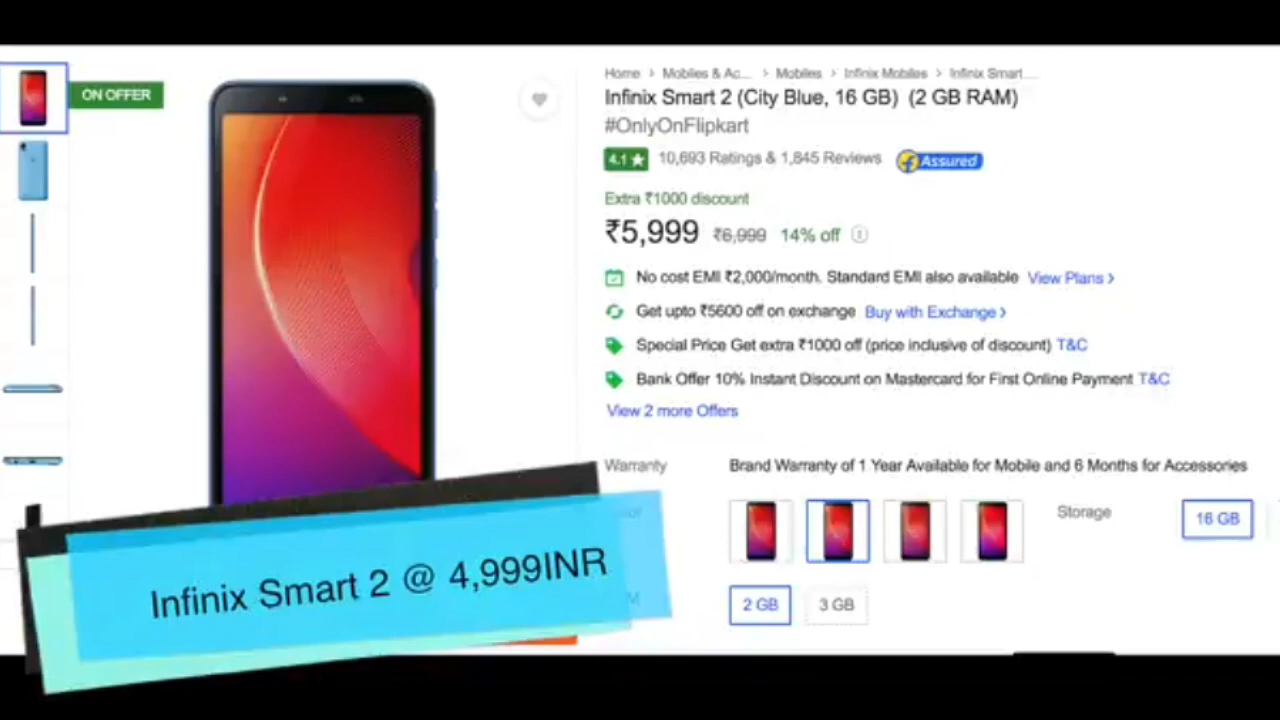 ON OFFER
Home > Mobiles & Ac... > Mobiles > Infinix Mobiles > Infinix Smart...
Infinix Smart 2 (City Blue, 16 GB) (2 GB RAM)
#OnlyOnFlipkart
4.1★ 10,693 Ratings & 1,845 Reviews Assured
Extra ₹1000 discount
₹5,999 ₹6,999 14% off
No cost EMI ₹2,000/month. Standard EMI also available View Plans >
Get upto ₹5600 off on exchange Buy with Exchange >
Special Price Get extra ₹1000 off (price inclusive of discount) T&C
Bank Offer 10% Instant Discount on Mastercard for First Online Payment T&C
View 2 more Offers
Warranty Brand Warranty of 1 Year Available for Mobile and 6 Months for Accessories
Storage 16 GB
2 GB 3 GB
Infinix Smart 2 @ 4,999INR